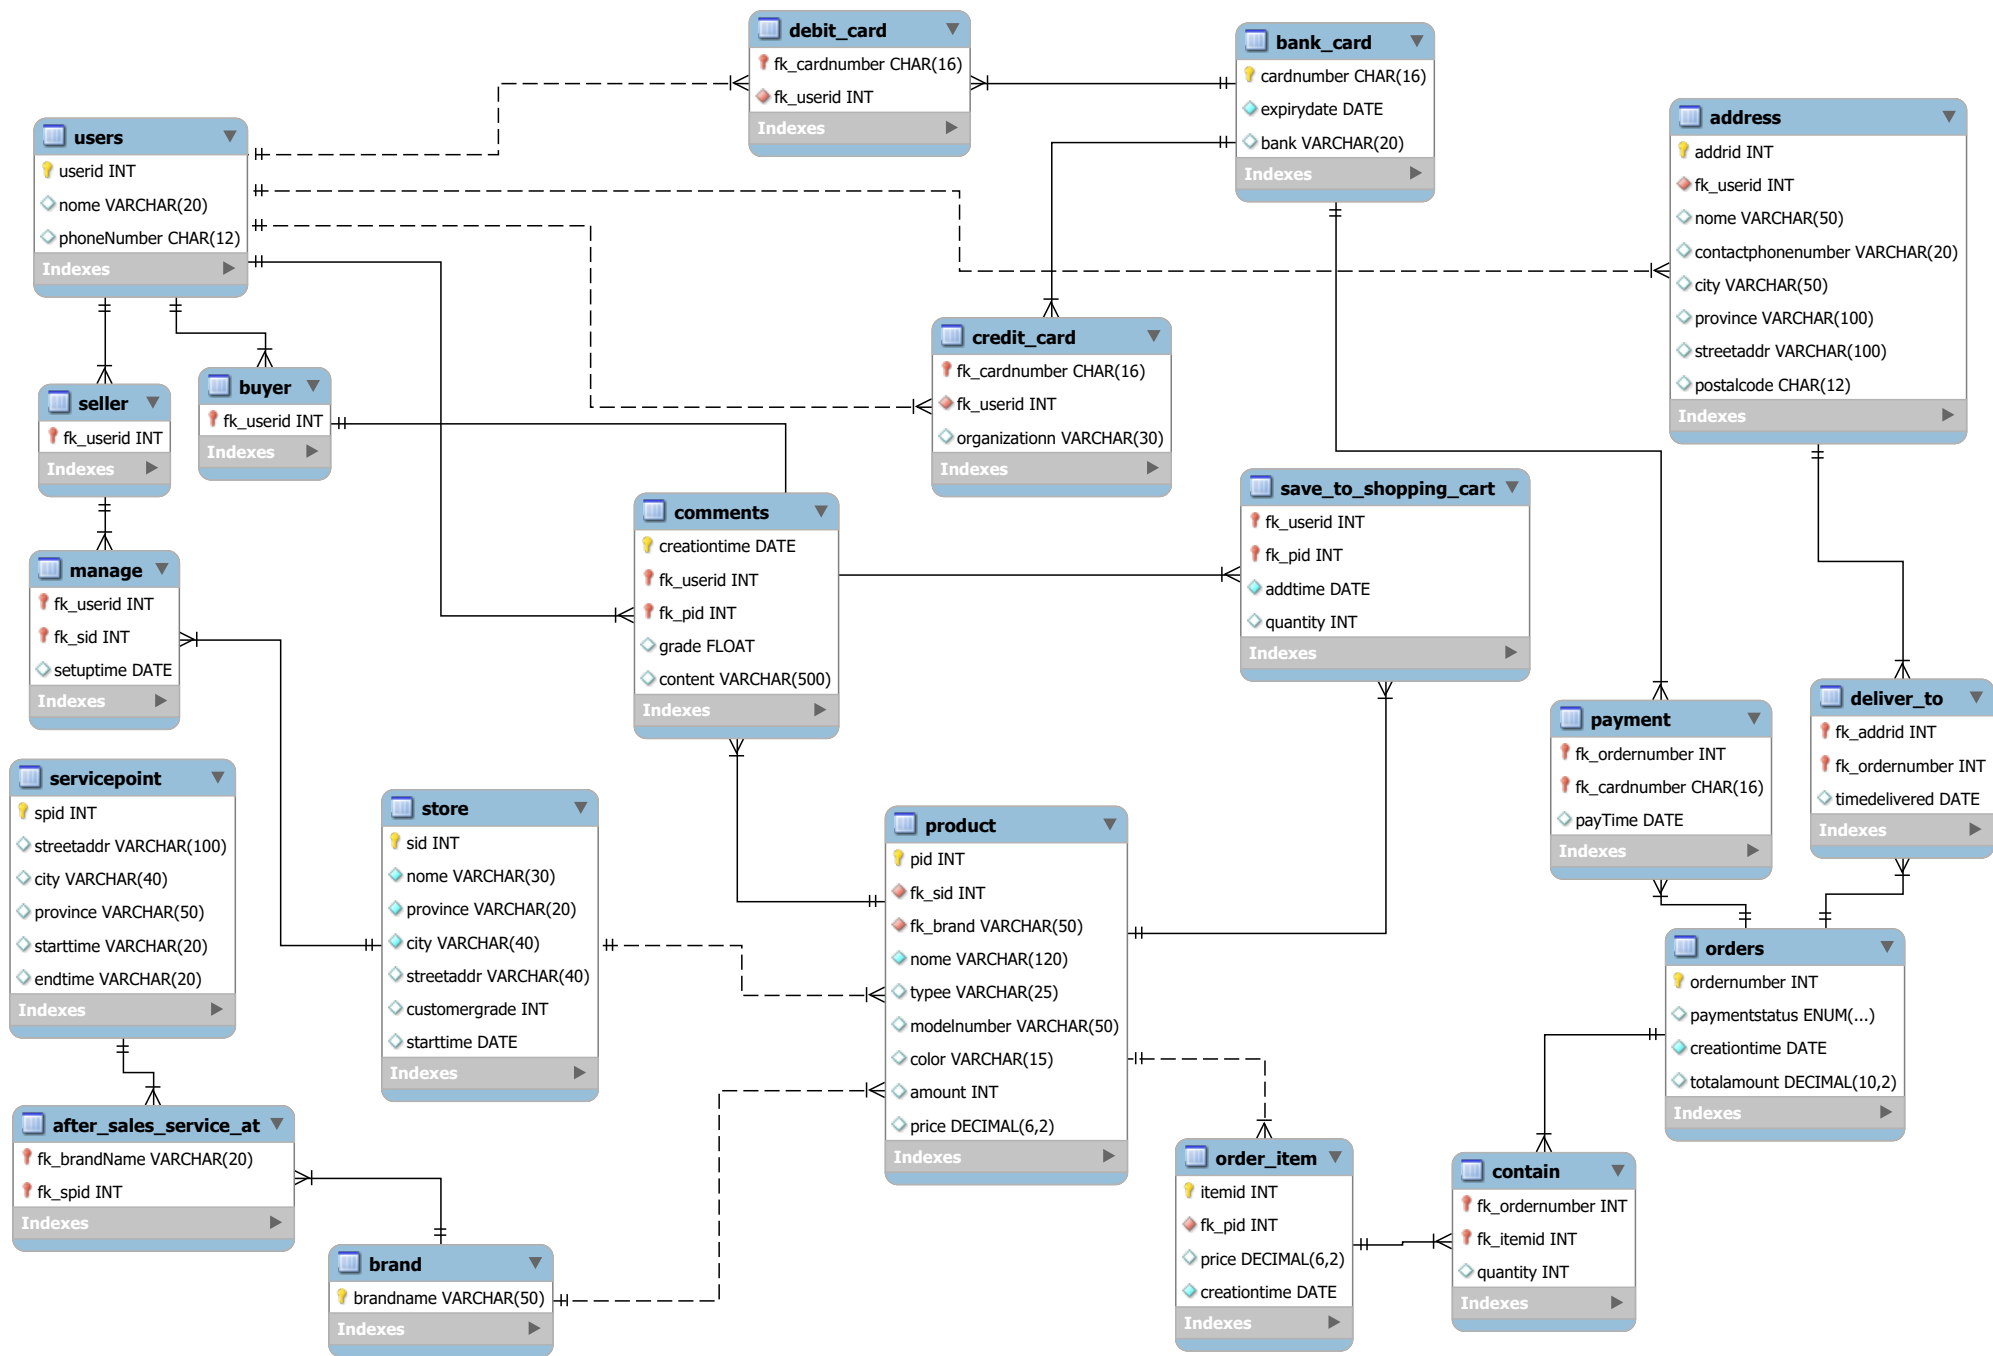 debit_card
fk_cardnumber CHAR(16)
fk_userid INT
Indexes
bank_card
cardnumber CHAR(16)
expirydate DATE
bank VARCHAR(20)
Indexes
address
addrid INT
fk_userid INT
nome VARCHAR(50)
contactphonenumber VARCHAR(20)
city VARCHAR(50)
province VARCHAR(100)
streetaddr VARCHAR(100)
postalcode CHAR(12)
Indexes
users
userid INT
nome VARCHAR(20)
phoneNumber CHAR(12)
Indexes
credit_card
fk_cardnumber CHAR(16)
fk_userid INT
organizationn VARCHAR(30)
Indexes
seller
fk_userid INT
Indexes
buyer
fk_userid INT
Indexes
comments
creationtime DATE
fk_userid INT
fk_pid INT
grade FLOAT
content VARCHAR(500)
Indexes
save_to_shopping_cart
fk_userid INT
fk_pid INT
addtime DATE
quantity INT
Indexes
manage
fk_userid INT
fk_sid INT
setuptime DATE
Indexes
payment
fk_ordernumber INT
fk_cardnumber CHAR(16)
payTime DATE
Indexes
deliver_to
fk_addrid INT
fk_ordernumber INT
timedelivered DATE
Indexes
servicepoint
spid INT
streetaddr VARCHAR(100)
city VARCHAR(40)
province VARCHAR(50)
starttime VARCHAR(20)
endtime VARCHAR(20)
Indexes
store
sid INT
nome VARCHAR(30)
province VARCHAR(20)
city VARCHAR(40)
streetaddr VARCHAR(40)
customergrade INT
starttime DATE
Indexes
product
pid INT
fk_sid INT
fk_brand VARCHAR(50)
nome VARCHAR(120)
typee VARCHAR(25)
modelnumber VARCHAR(50)
color VARCHAR(15)
amount INT
price DECIMAL(6,2)
Indexes
orders
ordernumber INT
paymentstatus ENUM(...)
creationtime DATE
totalamount DECIMAL(10,2)
Indexes
after_sales_service_at
fk_brandName VARCHAR(20)
fk_spid INT
Indexes
brand
brandname VARCHAR(50)
Indexes
order_item
itemid INT
fk_pid INT
price DECIMAL(6,2)
creationtime DATE
Indexes
contain
fk_ordernumber INT
fk_itemid INT
quantity INT
Indexes